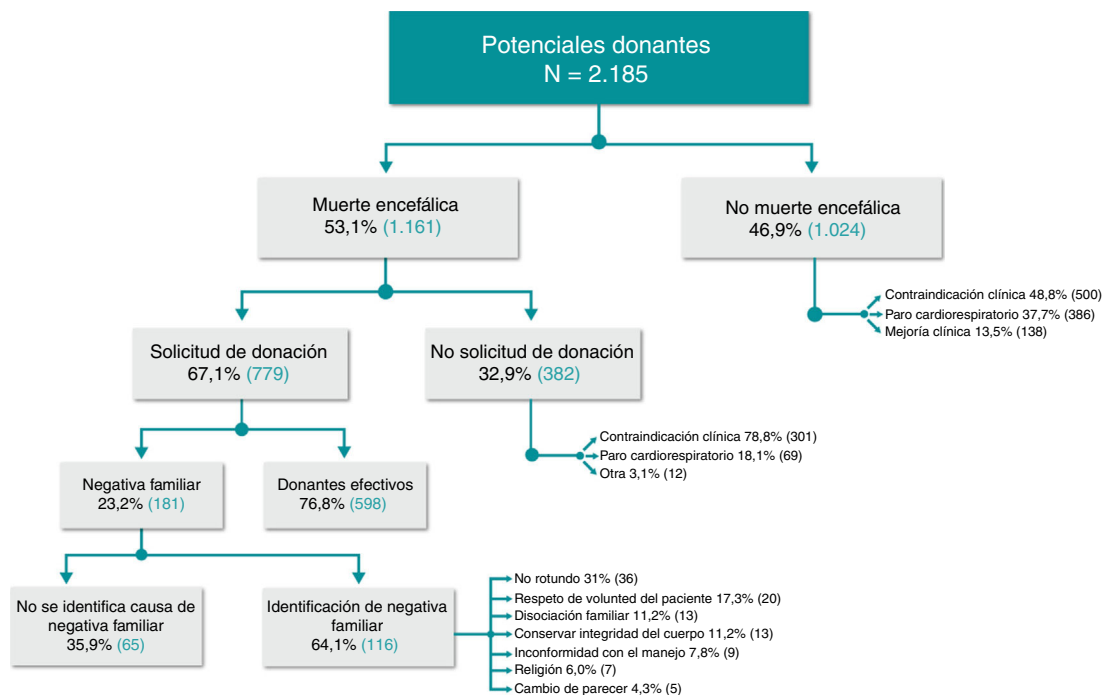 Potenciales donantes
N = 2.185
Muerte encefálica
53,1% (1.161)
No muerte encefálica
46,9% (1.024)
Contraindicación clínica 48,8% (500)
Paro cardiorespiratorio 37,7% (386)
Mejoría clínica 13,5% (138)
Solicitud de donación
67,1% (779)
No solicitud de donación
32,9% (382)
Contraindicación clínica 78,8% (301)
Paro cardiorespiratorio 18,1% (69)
Otra 3,1% (12)
Negativa familiar
23,2% (181)
Donantes efectivos
76,8% (598)
No se identifica causa de
negativa familiar
35,9% (65)
Identificación de negativa
familiar
64,1% (116)
No rotundo 31% (36)
Respeto de volunted del paciente 17,3% (20)
Disociación familiar 11,2% (13)
Conservar integridad del cuerpo 11,2% (13)
Inconformidad con el manejo 7,8% (9)
Religión 6,0% (7)
Cambio de parecer 4,3% (5)